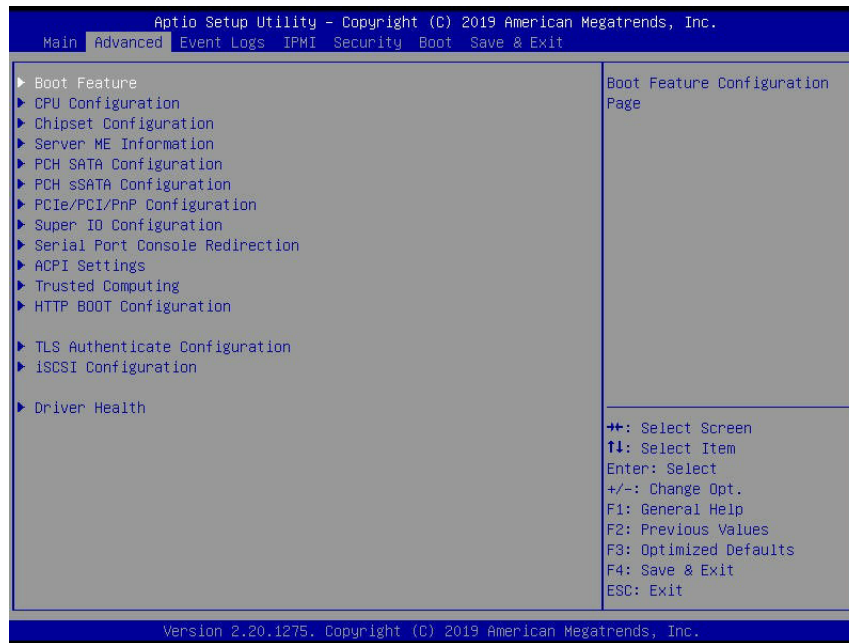 Aptio Setup Utility – Copyright (C) 2019 American Megatrends, Inc.
Main Advanced Event Logs IPMI Security Boot Save & Exit
▶ Boot Feature
▶ CPU Configuration
▶ Chipset Configuration
▶ Server ME Information
▶ PCH SATA Configuration
▶ PCH sSATA Configuration
▶ PCIe/PCI/PnP Configuration
▶ Super IO Configuration
▶ Serial Port Console Redirection
▶ ACPI Settings
▶ Trusted Computing
▶ HTTP BOOT Configuration
▶ TLS Authenticate Configuration
▶ iSCSI Configuration
▶ Driver Health
Boot Feature Configuration
Page
→←: Select Screen
↑↓: Select Item
Enter: Select
+/-: Change Opt.
F1: General Help
F2: Previous Values
F3: Optimized Defaults
F4: Save & Exit
ESC: Exit
Version 2.20.1275. Copyright (C) 2019 American Megatrends, Inc.